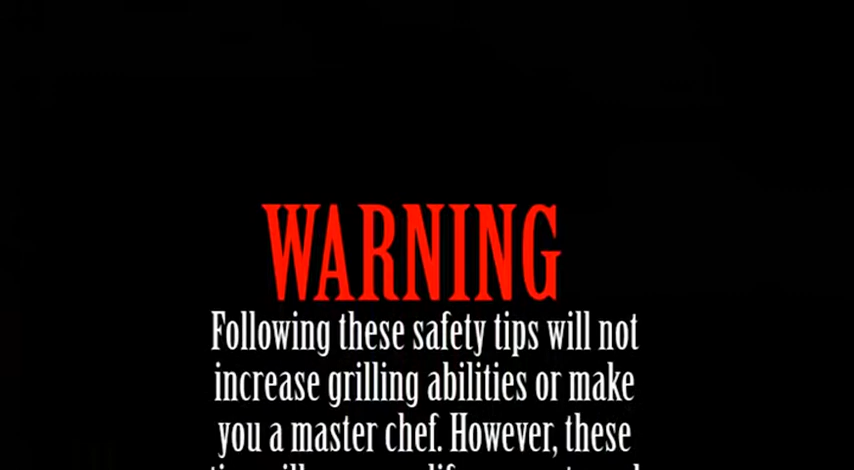 WARNING
Following these safety tips will not
increase grilling abilities or make
you a master chef. However, these